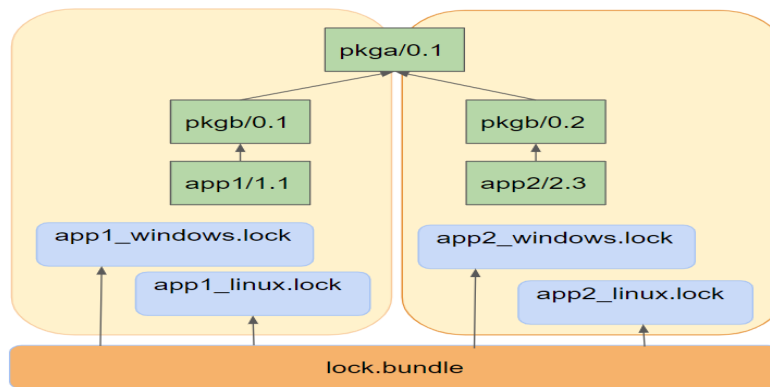 pkga/0.1
pkgb/0.1
pkgb/0.2
app1/1.1
app2/2.3
app1_windows.lock
app2_windows.lock
app1_linux.lock
app2_linux.lock
lock.bundle